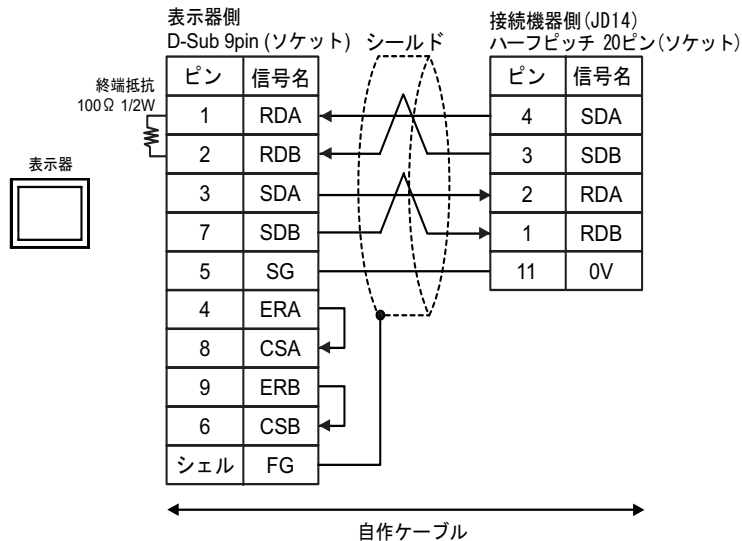 表示器側
D-Sub 9pin (ソケット)
シールド
接続機器側(JD14)
ハーフピッチ 20ピン(ソケット)
終端抵抗
100Ω 1/2W
表示器
ピン 信号名
1 RDA
2 RDB
3 SDA
7 SDB
5 SG
4 ERA
8 CSA
9 ERB
6 CSB
シェル FG
ピン 信号名
4 SDA
3 SDB
2 RDA
1 RDB
11 0V
自作ケーブル